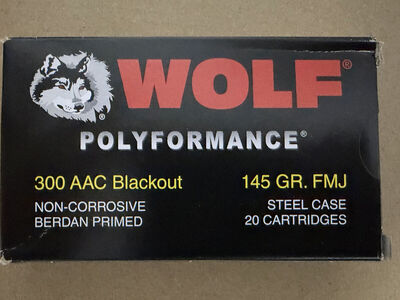 WOLF®
POLYFORMANCE®
300 AAC Blackout 145 GR. FMJ
NON-CORROSIVE STEEL CASE
BERDAN PRIMED 20 CARTRIDGES
®